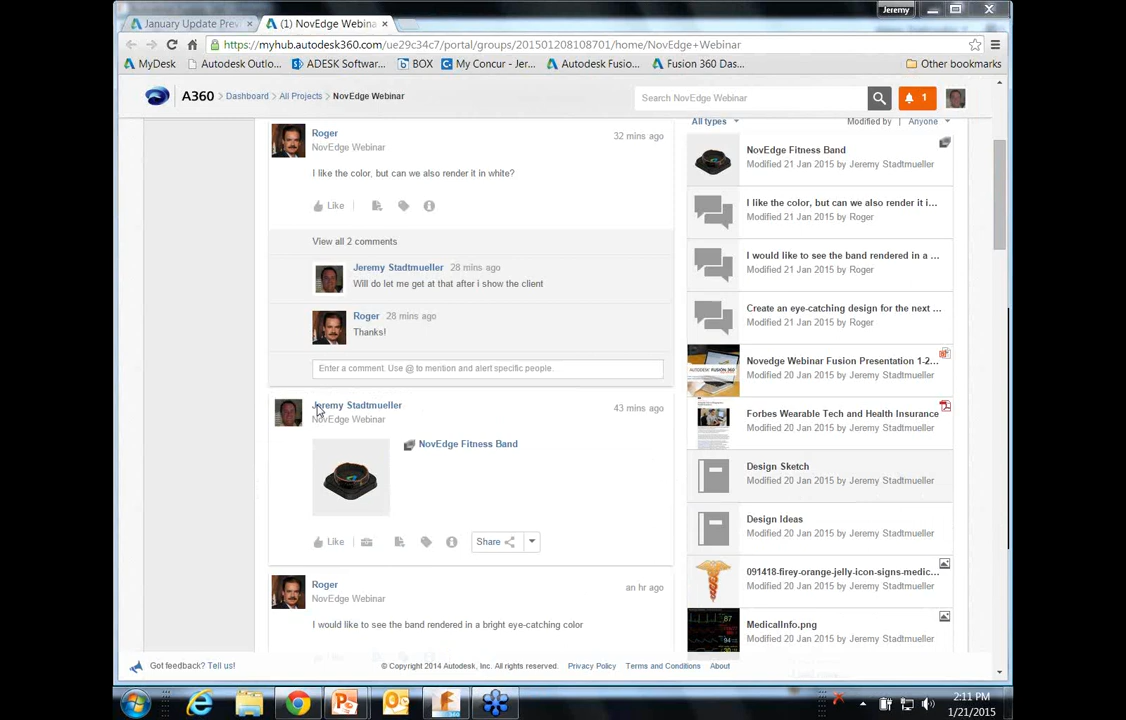 Jeremy
January Update Prev
(1) NovEdge Webina
https://myhub.autodesk360.com/ue29c34c7/portal/groups/201501208108701/home/NovEdge+Webinar
MyDesk
Autodesk Outlo...
ADESK Softwar...
BOX
My Concur - Jer...
Autodesk Fusio...
Fusion 360 Das...
Other bookmarks
A360
Dashboard
All Projects
NovEdge Webinar
Search NovEdge Webinar
1
All types
Modified by | Anyone
Roger
NovEdge Webinar
32 mins ago
I like the color, but can we also render it in white?
Like
View all 2 comments
Jeremy Stadtmueller 28 mins ago
Will do let me get at that after i show the client
Roger 28 mins ago
Thanks!
Enter a comment. Use @ to mention and alert specific people.
Jeremy Stadtmueller
NovEdge Webinar
43 mins ago
NovEdge Fitness Band
Like
Share
Roger
NovEdge Webinar
an hr ago
I would like to see the band rendered in a bright eye-catching color
NovEdge Fitness Band
Modified 21 Jan 2015 by Jeremy Stadtmueller
I like the color, but can we also render it i...
Modified 21 Jan 2015 by Roger
I would like to see the band rendered in a ...
Modified 21 Jan 2015 by Roger
Create an eye-catching design for the next ...
Modified 21 Jan 2015 by Roger
Novedge Webinar Fusion Presentation 1-2...
Modified 20 Jan 2015 by Jeremy Stadtmueller
Forbes Wearable Tech and Health Insurance
Modified 20 Jan 2015 by Jeremy Stadtmueller
Design Sketch
Modified 20 Jan 2015 by Jeremy Stadtmueller
Design Ideas
Modified 20 Jan 2015 by Jeremy Stadtmueller
091418-firey-orange-jelly-icon-signs-medic...
Modified 20 Jan 2015 by Jeremy Stadtmueller
MedicalInfo.png
Modified 20 Jan 2015 by Jeremy Stadtmueller
Got feedback? Tell us!
© Copyright 2014 Autodesk, Inc. All rights reserved.
Privacy Policy
Terms and Conditions
About
2:11 PM
1/21/2015